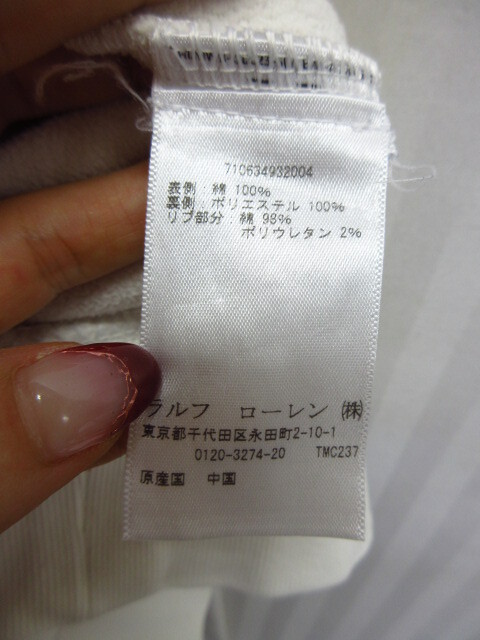 710634932004
表側：綿 100%
裏側：ポリエステル 100%
リブ部分：綿 98%
ポリウレタン 2%
ラルフ ローレン ㈱
東京都千代田区永田町2-10-1
0120-3274-20 TMC237
原産国 中国